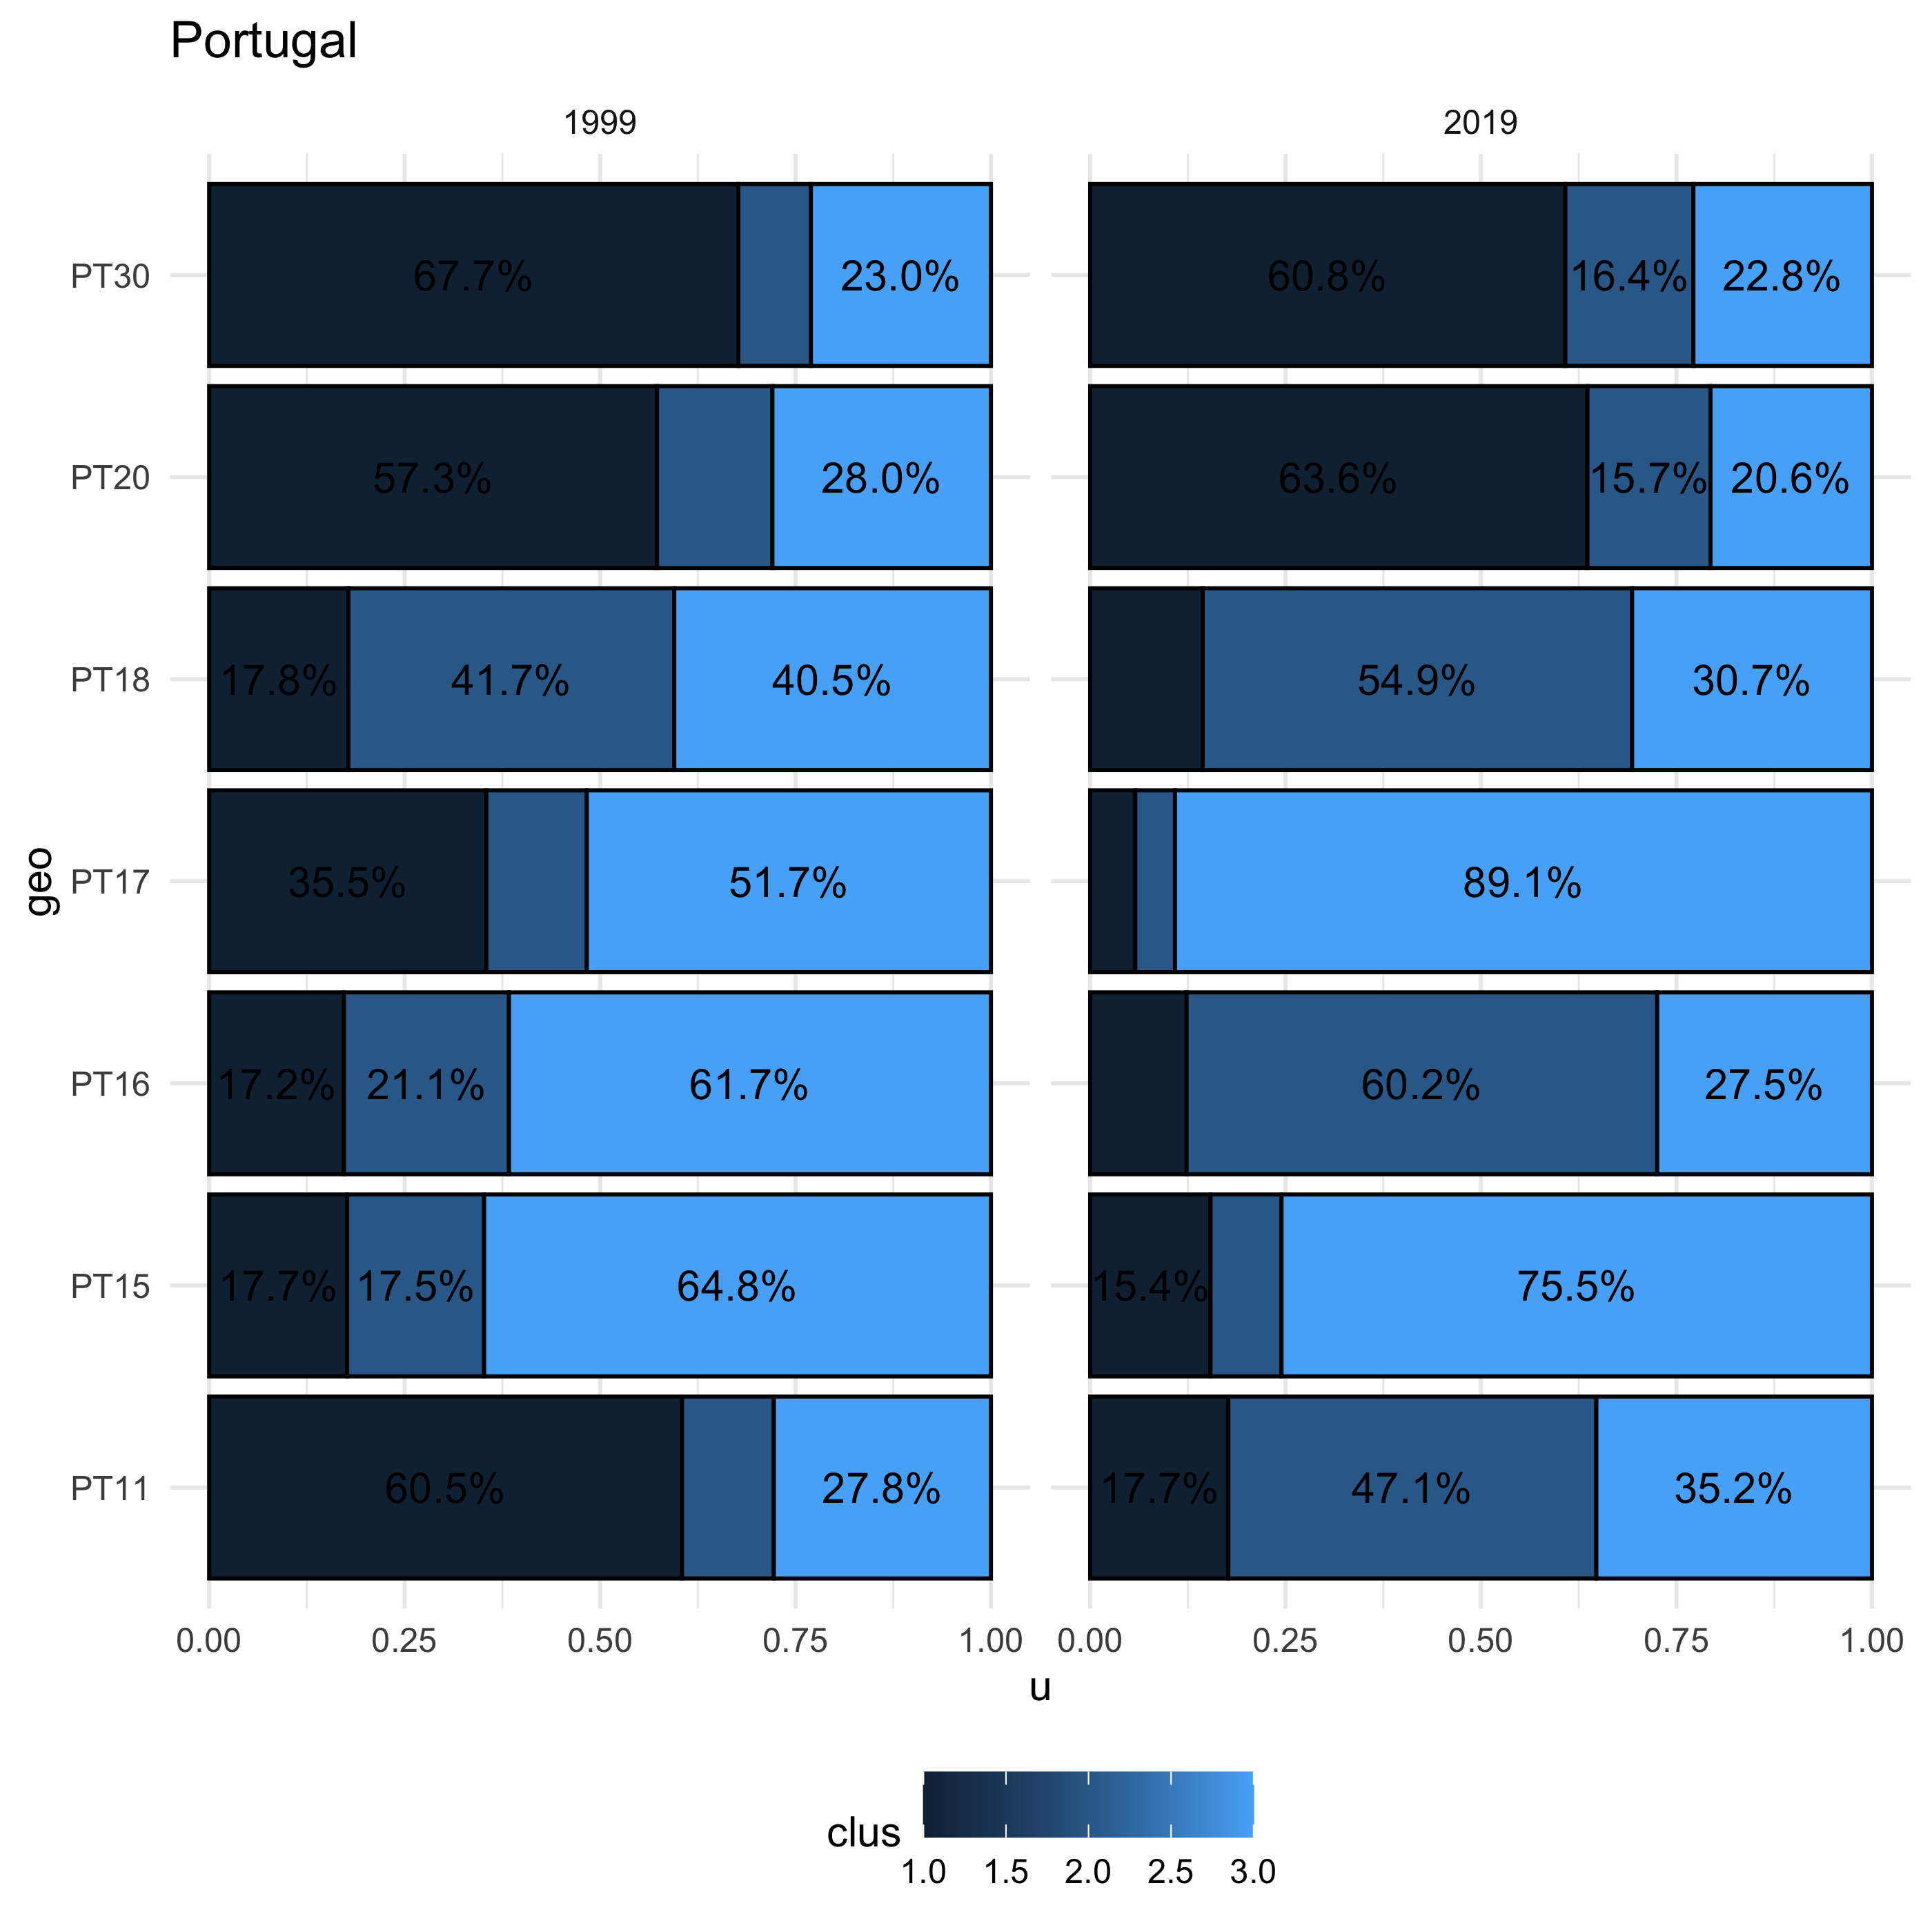 Portugal
1999 2019
PT30 67.7% 23.0% 60.8% 16.4% 22.8%
PT20 57.3% 28.0% 63.6% 15.7% 20.6%
PT18 17.8% 41.7% 40.5% 54.9% 30.7%
geo
PT17 35.5% 51.7% 89.1%
PT16 17.2% 21.1% 61.7% 60.2% 27.5%
PT15 17.7% 17.5% 64.8% 15.4% 75.5%
PT11 60.5% 27.8% 17.7% 47.1% 35.2%
0.00 0.25 0.50 0.75 1.00 0.00 0.25 0.50 0.75 1.00
u
clus
1.0 1.5 2.0 2.5 3.0